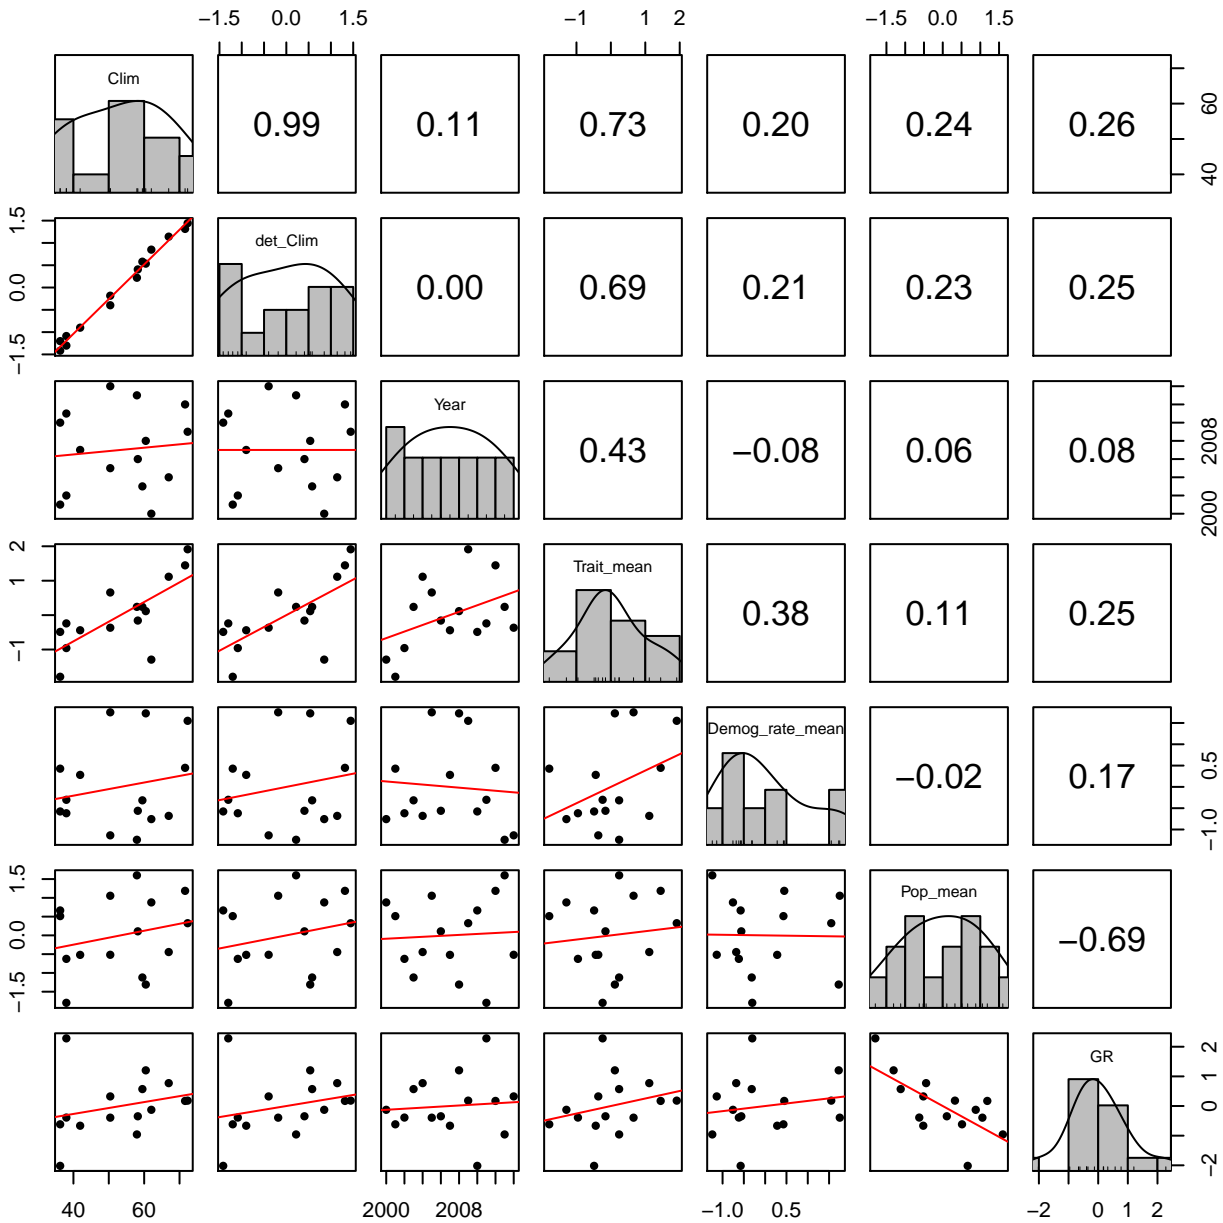 −1.5 0.0 1.5 −1 1 2 −1.5 0.0 1.5
Clim 0.99 0.11 0.73 0.20 0.24 0.26 40 60
−1.5 0.0 1.5 det_Clim 0.00 0.69 0.21 0.23 0.25
Year 0.43 −0.08 0.06 0.08 2000 2008
−1 1 2 Trait_mean 0.38 0.11 0.25
Demog_rate_mean −0.02 0.17 −1.0 0.5
−1.5 0.0 1.5 Pop_mean −0.69
GR −2 0 1 2
40 60 2000 2008 −1.0 0.5 −2 0 1 2